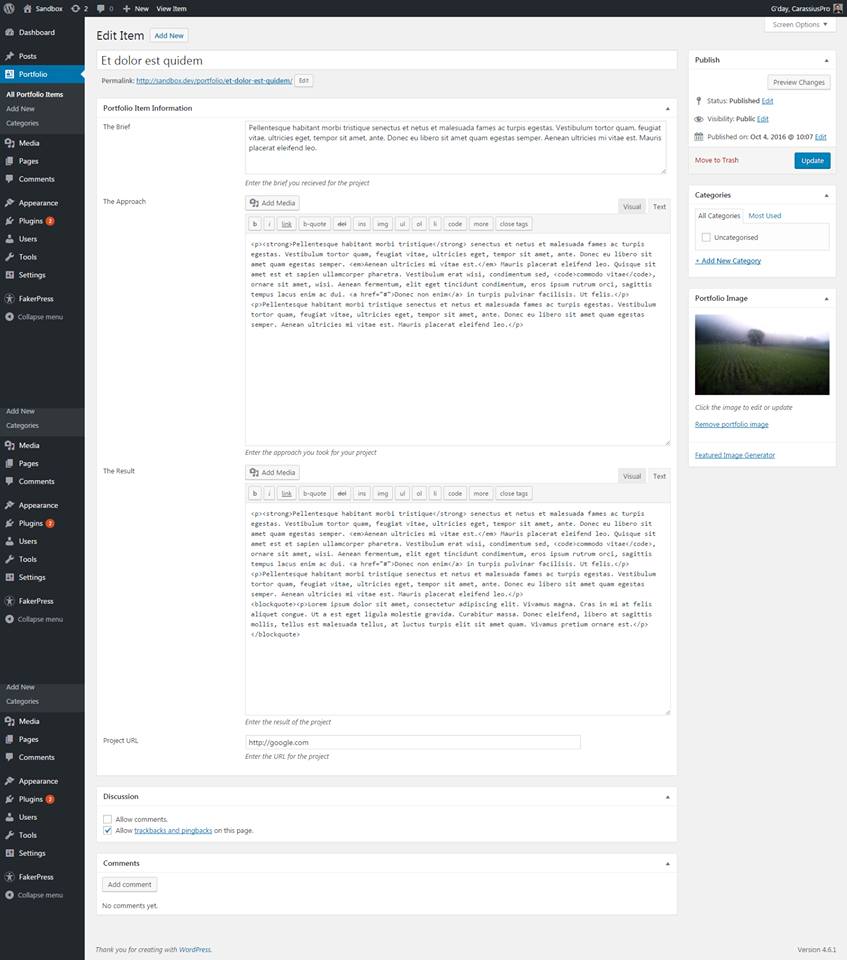 Sandbox 2 0 New View Item
G'day, CarassiusPro
Screen Options
Dashboard
Posts
Portfolio
All Portfolio Items
Add New
Categories
Media
Pages
Comments
Appearance
Plugins 2
Users
Tools
Settings
FakerPress
Collapse menu
Add New
Categories
Media
Pages
Comments
Appearance
Plugins 2
Users
Tools
Settings
FakerPress
Collapse menu
Add New
Categories
Media
Pages
Comments
Appearance
Plugins 2
Users
Tools
Settings
FakerPress
Collapse menu
Edit Item Add New
Et dolor est quidem
Permalink: http://sandbox.dev/portfolio/et-dolor-est-quidem/ Edit
Portfolio Item Information
The Brief
Pellentesque habitant morbi tristique senectus et netus et malesuada fames ac turpis egestas. Vestibulum tortor quam, feugiat
vitae, ultricies eget, tempor sit amet, ante. Donec eu libero sit amet quam egestas semper. Aenean ultricies mi vitae est. Mauris
placerat eleifend leo.
Enter the brief you recieved for the project
The Approach
Add Media
Visual Text
b i link b-quote del ins img ul ol li code more close tags
<p><strong>Pellentesque habitant morbi tristique</strong> senectus et netus et malesuada fames ac turpis
egestas. Vestibulum tortor quam, feugiat vitae, ultricies eget, tempor sit amet, ante. Donec eu libero sit
amet quam egestas semper. <em>Aenean ultricies mi vitae est.</em> Mauris placerat eleifend leo. Quisque sit
amet est et sapien ullamcorper pharetra. Vestibulum erat wisi, condimentum sed, <code>commodo vitae</code>,
ornare sit amet, wisi. Aenean fermentum, elit eget tincidunt condimentum, eros ipsum rutrum orci, sagittis
tempus lacus enim ac dui. <a href="#">Donec non enim</a> in turpis pulvinar facilisis. Ut felis.</p>
<p>Pellentesque habitant morbi tristique senectus et netus et malesuada fames ac turpis egestas. Vestibulum
tortor quam, feugiat vitae, ultricies eget, tempor sit amet, ante. Donec eu libero sit amet quam egestas
semper. Aenean ultricies mi vitae est. Mauris placerat eleifend leo.</p>
Enter the approach you took for your project
The Result
Add Media
Visual Text
b i link b-quote del ins img ul ol li code more close tags
<p><strong>Pellentesque habitant morbi tristique</strong> senectus et netus et malesuada fames ac turpis
egestas. Vestibulum tortor quam, feugiat vitae, ultricies eget, tempor sit amet, ante. Donec eu libero sit
amet quam egestas semper. <em>Aenean ultricies mi vitae est.</em> Mauris placerat eleifend leo. Quisque sit
amet est et sapien ullamcorper pharetra. Vestibulum erat wisi, condimentum sed, <code>commodo vitae</code>,
ornare sit amet, wisi. Aenean fermentum, elit eget tincidunt condimentum, eros ipsum rutrum orci, sagittis
tempus lacus enim ac dui. <a href="#">Donec non enim</a> in turpis pulvinar facilisis. Ut felis.</p>
<p>Pellentesque habitant morbi tristique senectus et netus et malesuada fames ac turpis egestas. Vestibulum
tortor quam, feugiat vitae, ultricies eget, tempor sit amet, ante. Donec eu libero sit amet quam egestas
semper. Aenean ultricies mi vitae est. Mauris placerat eleifend leo.</p>
<blockquote><p>Lorem ipsum dolor sit amet, consectetur adipiscing elit. Vivamus magna. Cras in mi at felis
aliquet congue. Ut a est eget ligula molestie gravida. Curabitur massa. Donec eleifend, libero at sagittis
mollis, tellus est malesuada tellus, at luctus turpis elit sit amet quam. Vivamus pretium ornare est.</p>
</blockquote>
Enter the result of the project
Project URL
http://google.com
Enter the URL for the project
Discussion
Allow comments.
Allow trackbacks and pingbacks on this page.
Comments
Add comment
No comments yet.
Publish
Preview Changes
Status: Published Edit
Visibility: Public Edit
Published on: Oct 4, 2016 @ 10:07 Edit
Move to Trash Update
Categories
All Categories Most Used
Uncategorised
+ Add New Category
Portfolio Image
Click the image to edit or update
Remove portfolio image
Featured Image Generator
Thank you for creating with WordPress.
Version 4.6.1